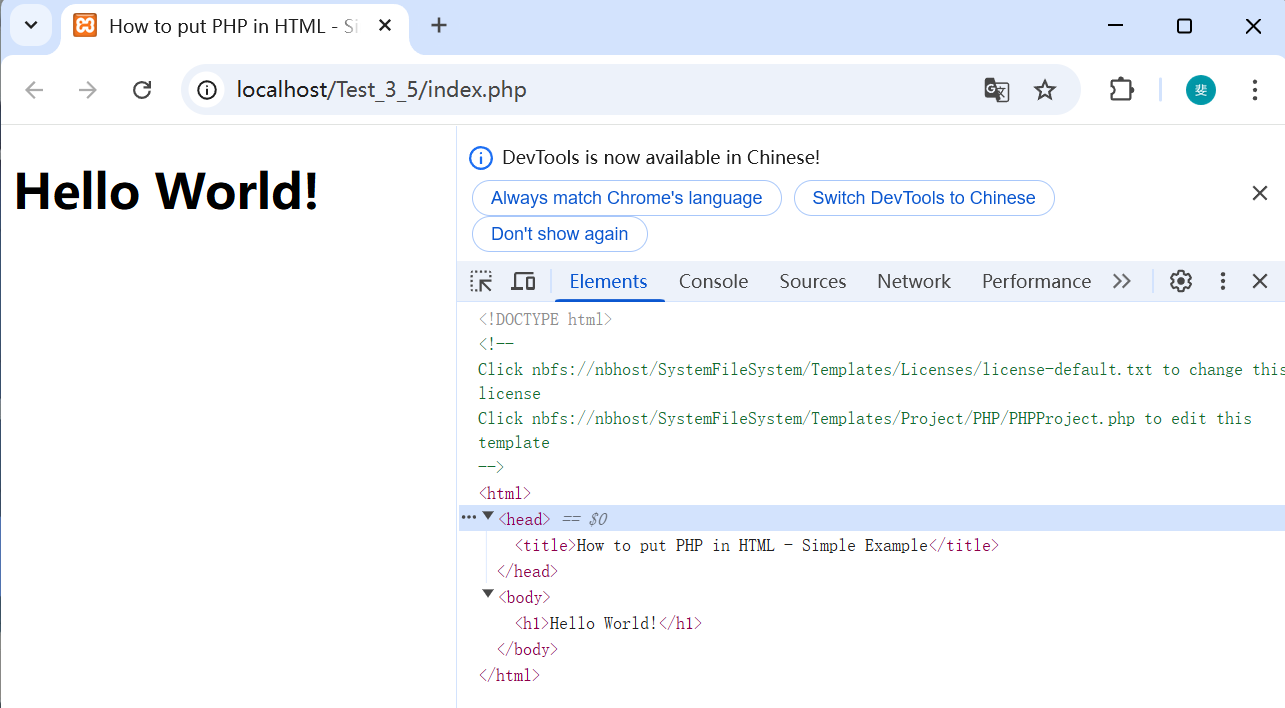 How to put PHP in HTML - Si
localhost/Test_3_5/index.php
斐
Hello World!
DevTools is now available in Chinese!
Always match Chrome's language
Switch DevTools to Chinese
Don't show again
Elements
Console
Sources
Network
Performance
<!DOCTYPE html>
<!--
Click nbfs://nbhost/SystemFileSystem/Templates/Licenses/license-default.txt to change this
license
Click nbfs://nbhost/SystemFileSystem/Templates/Project/PHP/PHPProject.php to edit this
template
-->
<html>
<head> == $0
<title>How to put PHP in HTML - Simple Example</title>
</head>
<body>
<h1>Hello World!</h1>
</body>
</html>